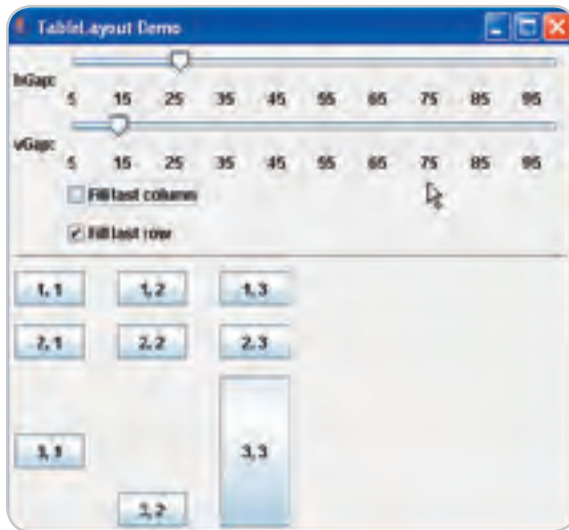 TableLayout Demo
hGap:
5 15 25 35 45 55 65 75 85 95
vGap:
5 15 25 35 45 55 65 75 85 95
Fill last column
Fill last row
1, 1 1, 2 1, 3
2, 1 2, 2 2, 3
3, 1 3, 3
3, 2